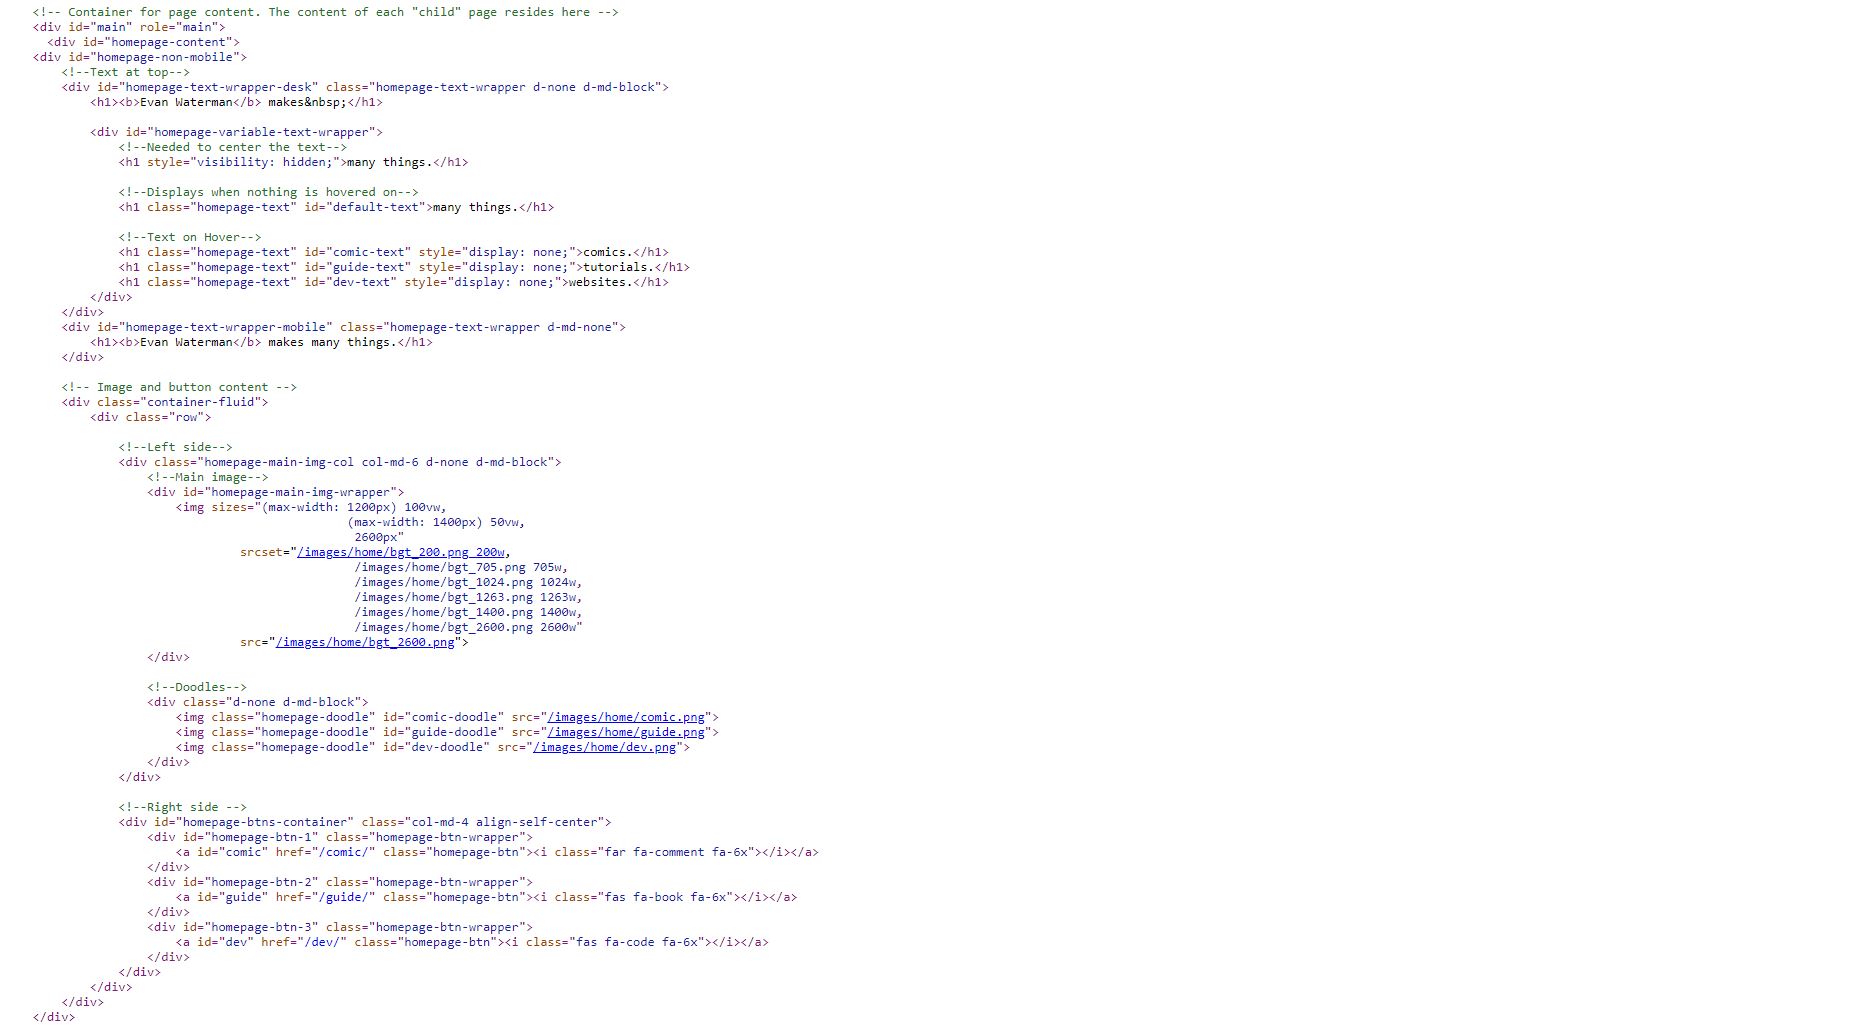 <!-- Container for page content. The content of each "child" page resides here -->
<div id="main" role="main">
<div id="homepage-content">
<div id="homepage-non-mobile">
<!--Text at top-->
<div id="homepage-text-wrapper-desk" class="homepage-text-wrapper d-none d-md-block">
<h1><b>Evan Waterman</b> makes&nbsp;</h1>
<div id="homepage-variable-text-wrapper">
<!--Needed to center the text-->
<h1 style="visibility: hidden;">many things.</h1>
<!--Displays when nothing is hovered on-->
<h1 class="homepage-text" id="default-text">many things.</h1>
<!--Text on Hover-->
<h1 class="homepage-text" id="comic-text" style="display: none;">comics.</h1>
<h1 class="homepage-text" id="guide-text" style="display: none;">tutorials.</h1>
<h1 class="homepage-text" id="dev-text" style="display: none;">websites.</h1>
</div>
</div>
<div id="homepage-text-wrapper-mobile" class="homepage-text-wrapper d-md-none">
<h1><b>Evan Waterman</b> makes many things.</h1>
</div>
<!-- Image and button content -->
<div class="container-fluid">
<div class="row">
<!--Left side-->
<div class="homepage-main-img-col col-md-6 d-none d-md-block">
<!--Main image-->
<div id="homepage-main-img-wrapper">
<img sizes="(max-width: 1200px) 100vw,
(max-width: 1400px) 50vw,
2600px"
srcset="/images/home/bgt_200.png 200w,
/images/home/bgt_705.png 705w,
/images/home/bgt_1024.png 1024w,
/images/home/bgt_1263.png 1263w,
/images/home/bgt_1400.png 1400w,
/images/home/bgt_2600.png 2600w"
src="/images/home/bgt_2600.png">
</div>
<!--Doodles-->
<div class="d-none d-md-block">
<img class="homepage-doodle" id="comic-doodle" src="/images/home/comic.png">
<img class="homepage-doodle" id="guide-doodle" src="/images/home/guide.png">
<img class="homepage-doodle" id="dev-doodle" src="/images/home/dev.png">
</div>
</div>
<!--Right side -->
<div id="homepage-btns-container" class="col-md-4 align-self-center">
<div id="homepage-btn-1" class="homepage-btn-wrapper">
<a id="comic" href="/comic/" class="homepage-btn"><i class="far fa-comment fa-6x"></i></a>
</div>
<div id="homepage-btn-2" class="homepage-btn-wrapper">
<a id="guide" href="/guide/" class="homepage-btn"><i class="fas fa-book fa-6x"></i></a>
</div>
<div id="homepage-btn-3" class="homepage-btn-wrapper">
<a id="dev" href="/dev/" class="homepage-btn"><i class="fas fa-code fa-6x"></i></a>
</div>
</div>
</div>
</div>
</div>